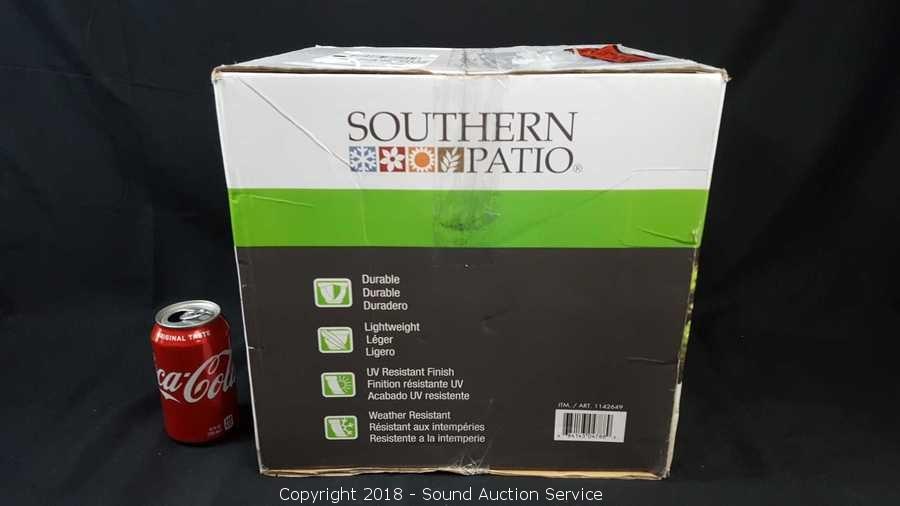 SOUTHERN
PATIO®
Durable
Durable
Duradero
Lightweight
Léger
Ligero
UV Resistant Finish
Finition résistante UV
Acabado UV resistente
Weather Resistant
Résistant aux intempéries
Resistente a la intemperie
ITM. / ART. 1142649
ORIGINAL TASTE
Coca-Cola
Copyright 2018 - Sound Auction Service